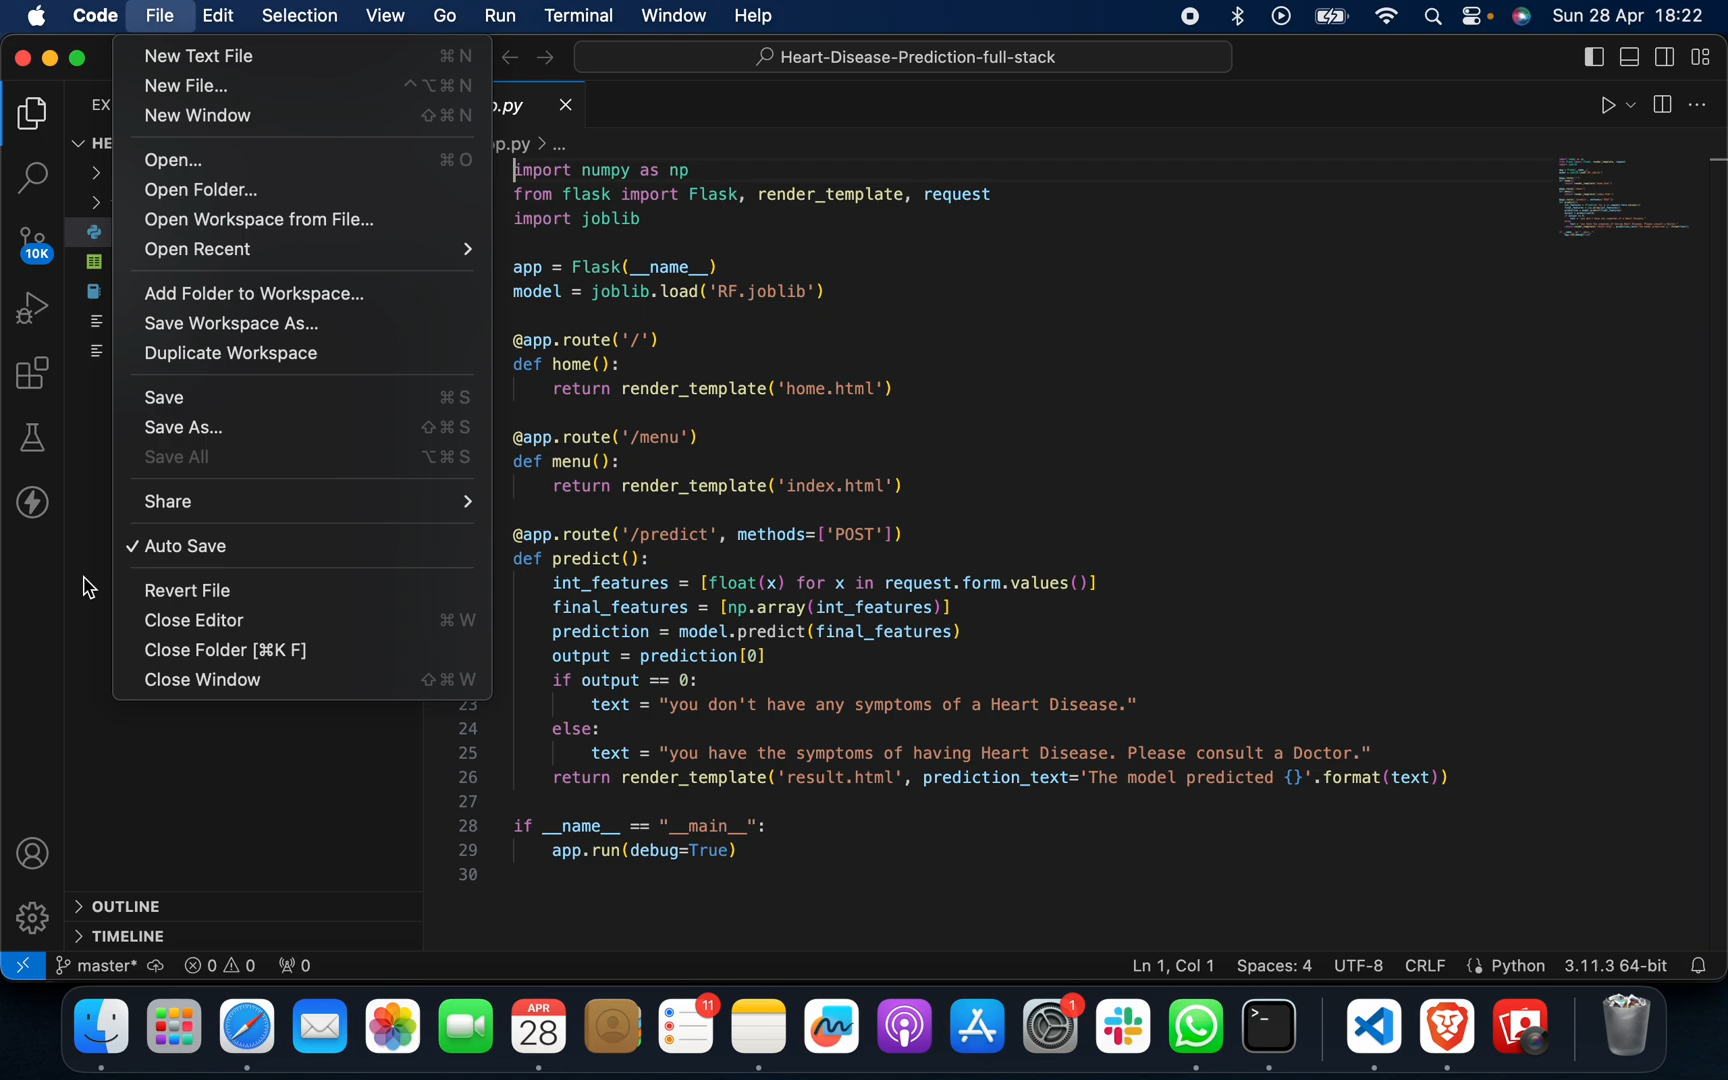 Code File Edit Selection View Go Run Terminal Window Help Sun 28 Apr 18:22
Heart-Disease-Prediction-full-stack
New Text File ⌘ N
New File... ^⌥⌘ N
New Window ⇧⌘ N
Open... ⌘ O
Open Folder...
Open Workspace from File...
Open Recent
Add Folder to Workspace...
Save Workspace As...
Duplicate Workspace
Save ⌘ S
Save As... ⇧⌘ S
Save All ⌥⌘ S
Share
✓ Auto Save
Revert File
Close Editor ⌘ W
Close Folder [⌘K F]
Close Window ⇧⌘ W
EX
HE
10K
.py
p.py > ...
import numpy as np
from flask import Flask, render_template, request
import joblib
app = Flask(__name__)
model = joblib.load('RF.joblib')
@app.route('/')
def home():
return render_template('home.html')
@app.route('/menu')
def menu():
return render_template('index.html')
@app.route('/predict', methods=['POST'])
def predict():
int_features = [float(x) for x in request.form.values()]
final_features = [np.array(int_features)]
prediction = model.predict(final_features)
output = prediction[0]
if output == 0:
23 text = "you don't have any symptoms of a Heart Disease."
24 else:
25 text = "you have the symptoms of having Heart Disease. Please consult a Doctor."
26 return render_template('result.html', prediction_text='The model predicted {}'.format(text))
27
28 if __name__ == "__main__":
29 app.run(debug=True)
30
OUTLINE
TIMELINE
master* 0 0 0 Ln 1, Col 1 Spaces: 4 UTF-8 CRLF Python 3.11.3 64-bit
APR
28
11
1